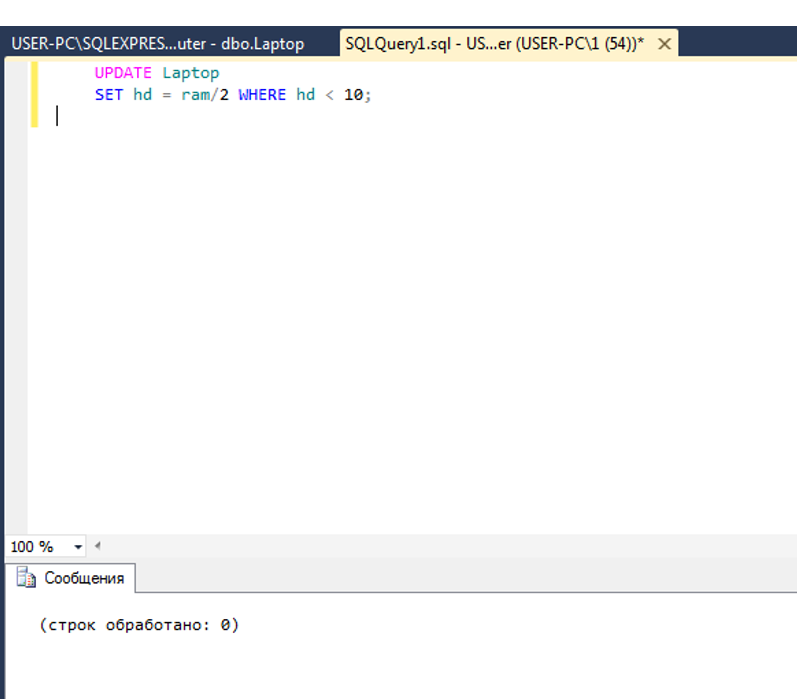 USER-PC\SQLEXPRES...uter - dbo.Laptop SQLQuery1.sql - US...er (USER-PC\1 (54))*
UPDATE Laptop
SET hd = ram/2 WHERE hd < 10;
100 %
Сообщения
(строк обработано: 0)